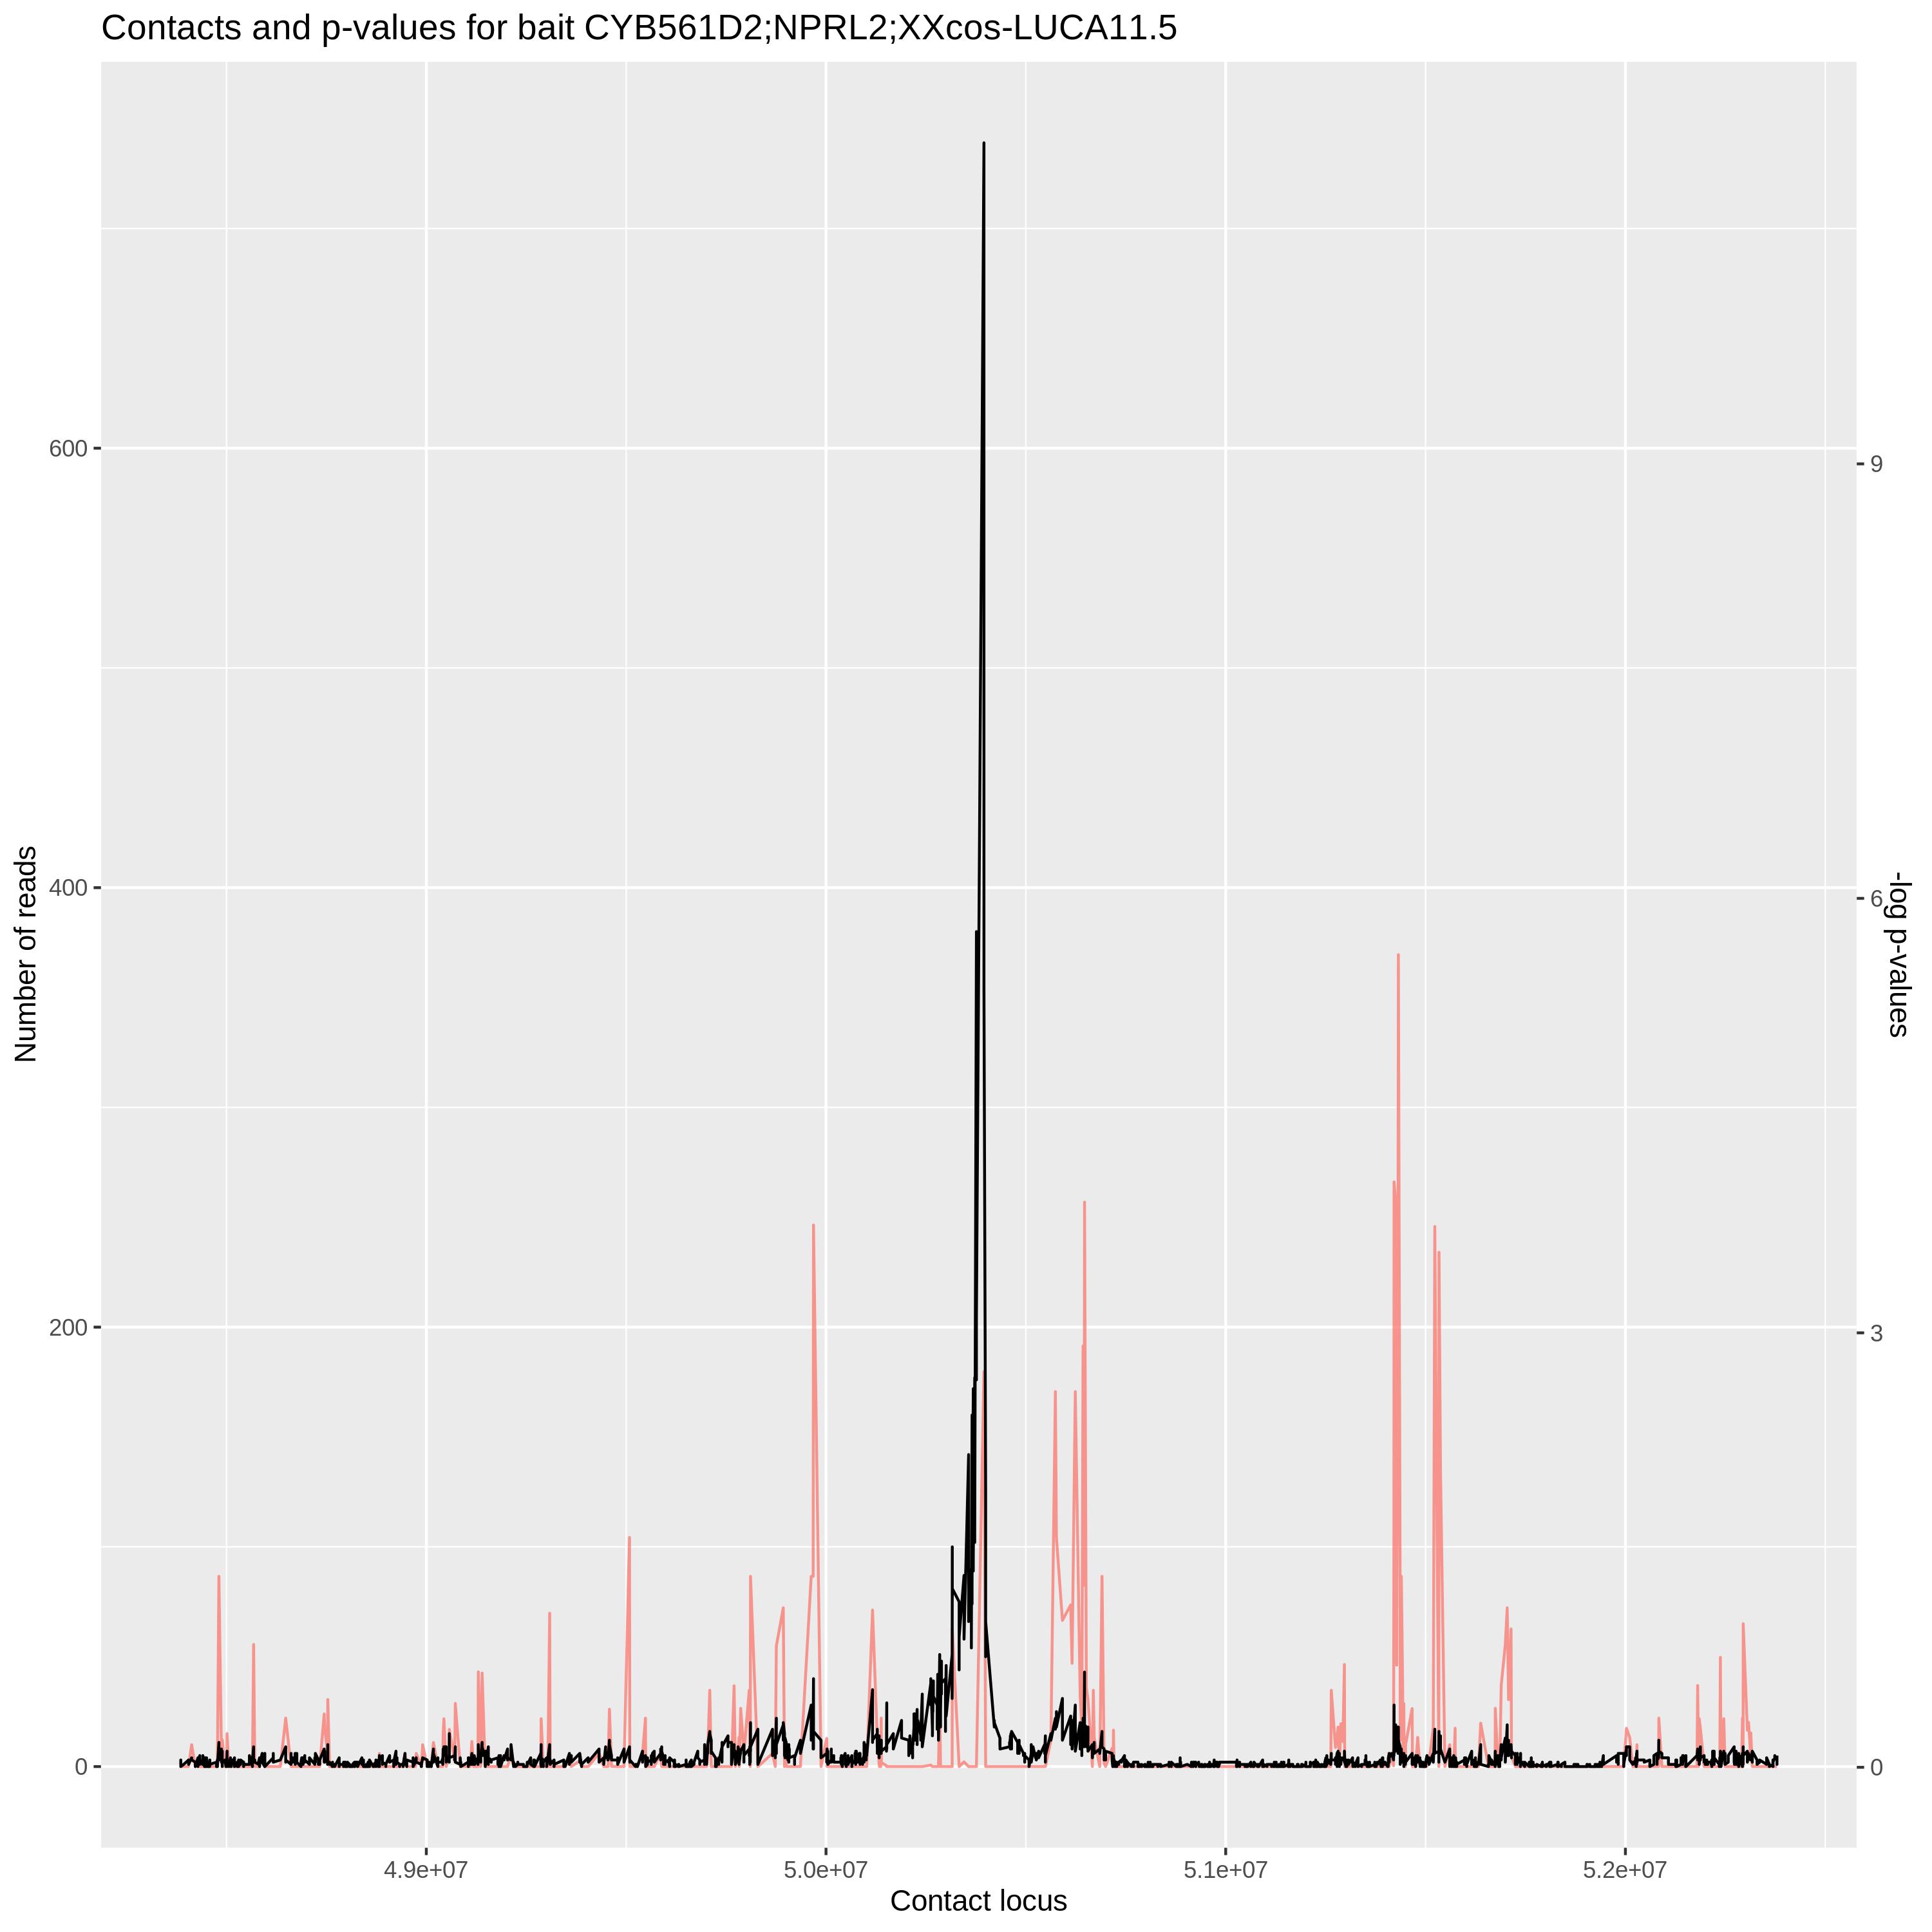 Contacts and p-values for bait CYB561D2;NPRL2;XXcos-LUCA11.5
Number of reads
600
400
200
0
9
6
3
0
-log p-values
4.9e+07
5.0e+07
5.1e+07
5.2e+07
Contact locus